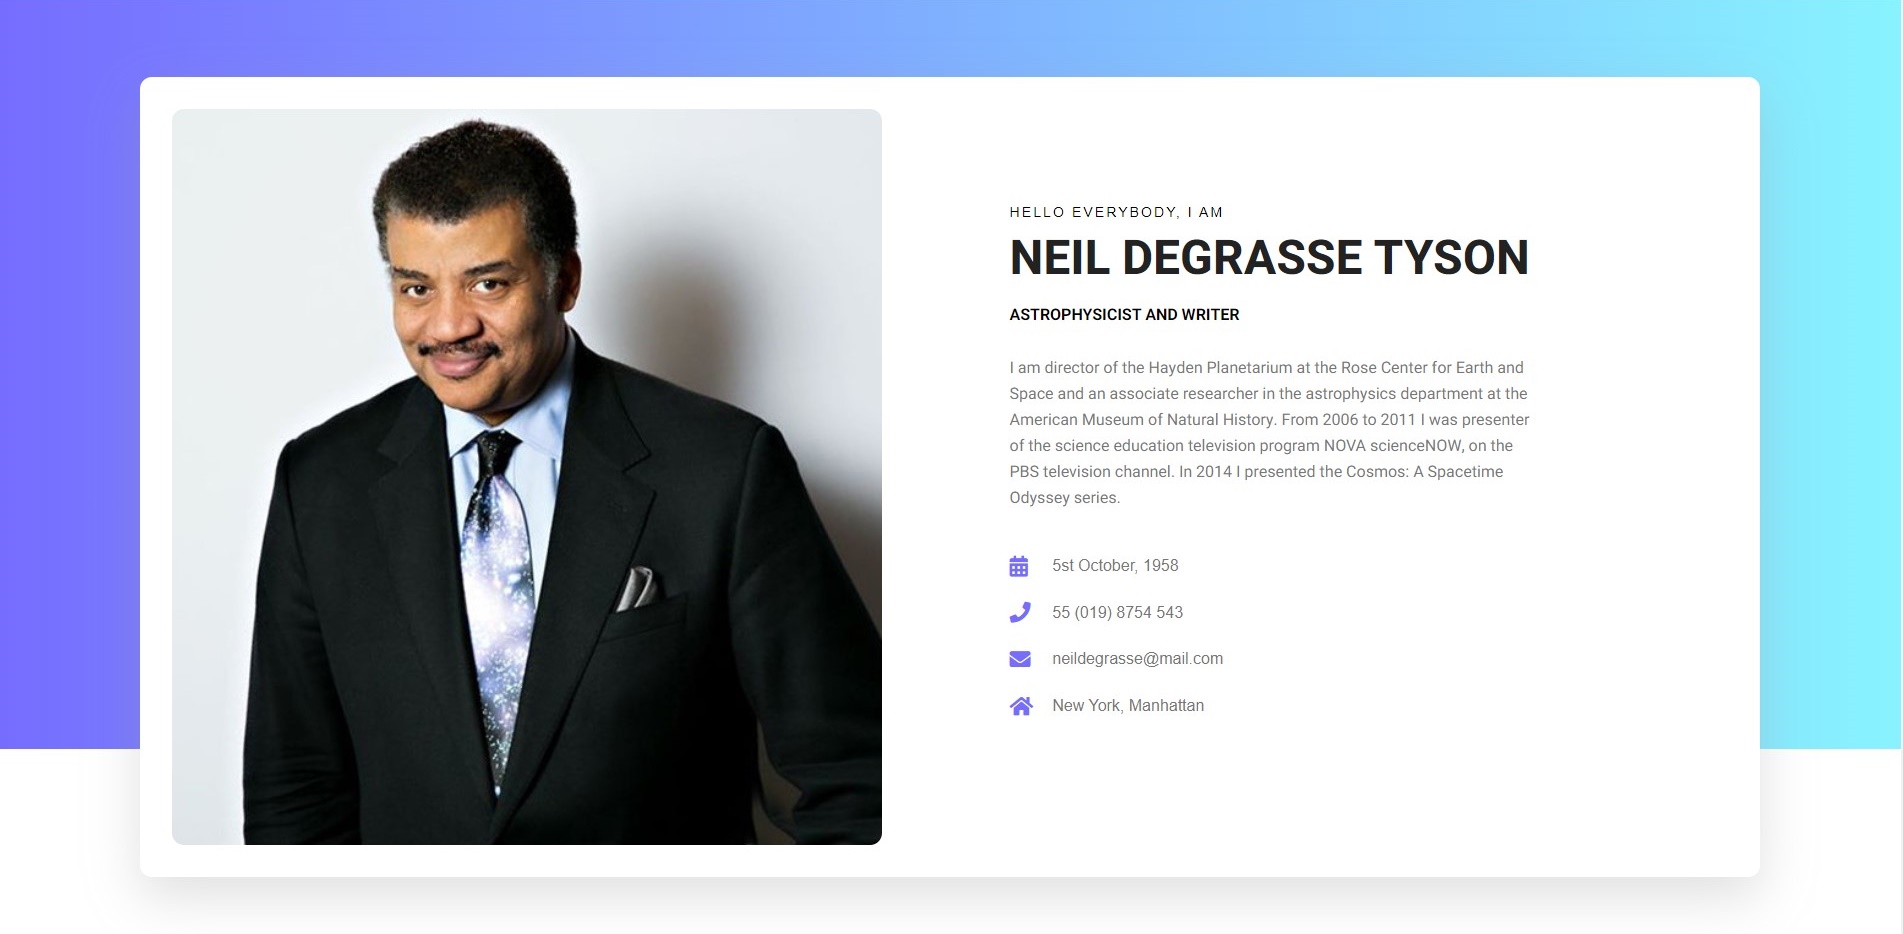 HELLO EVERYBODY, I AM
NEIL DEGRASSE TYSON
ASTROPHYSICIST AND WRITER
I am director of the Hayden Planetarium at the Rose Center for Earth and
Space and an associate researcher in the astrophysics department at the
American Museum of Natural History. From 2006 to 2011 I was presenter
of the science education television program NOVA scienceNOW, on the
PBS television channel. In 2014 I presented the Cosmos: A Spacetime
Odyssey series.
5st October, 1958
55 (019) 8754 543
neildegrasse@mail.com
New York, Manhattan